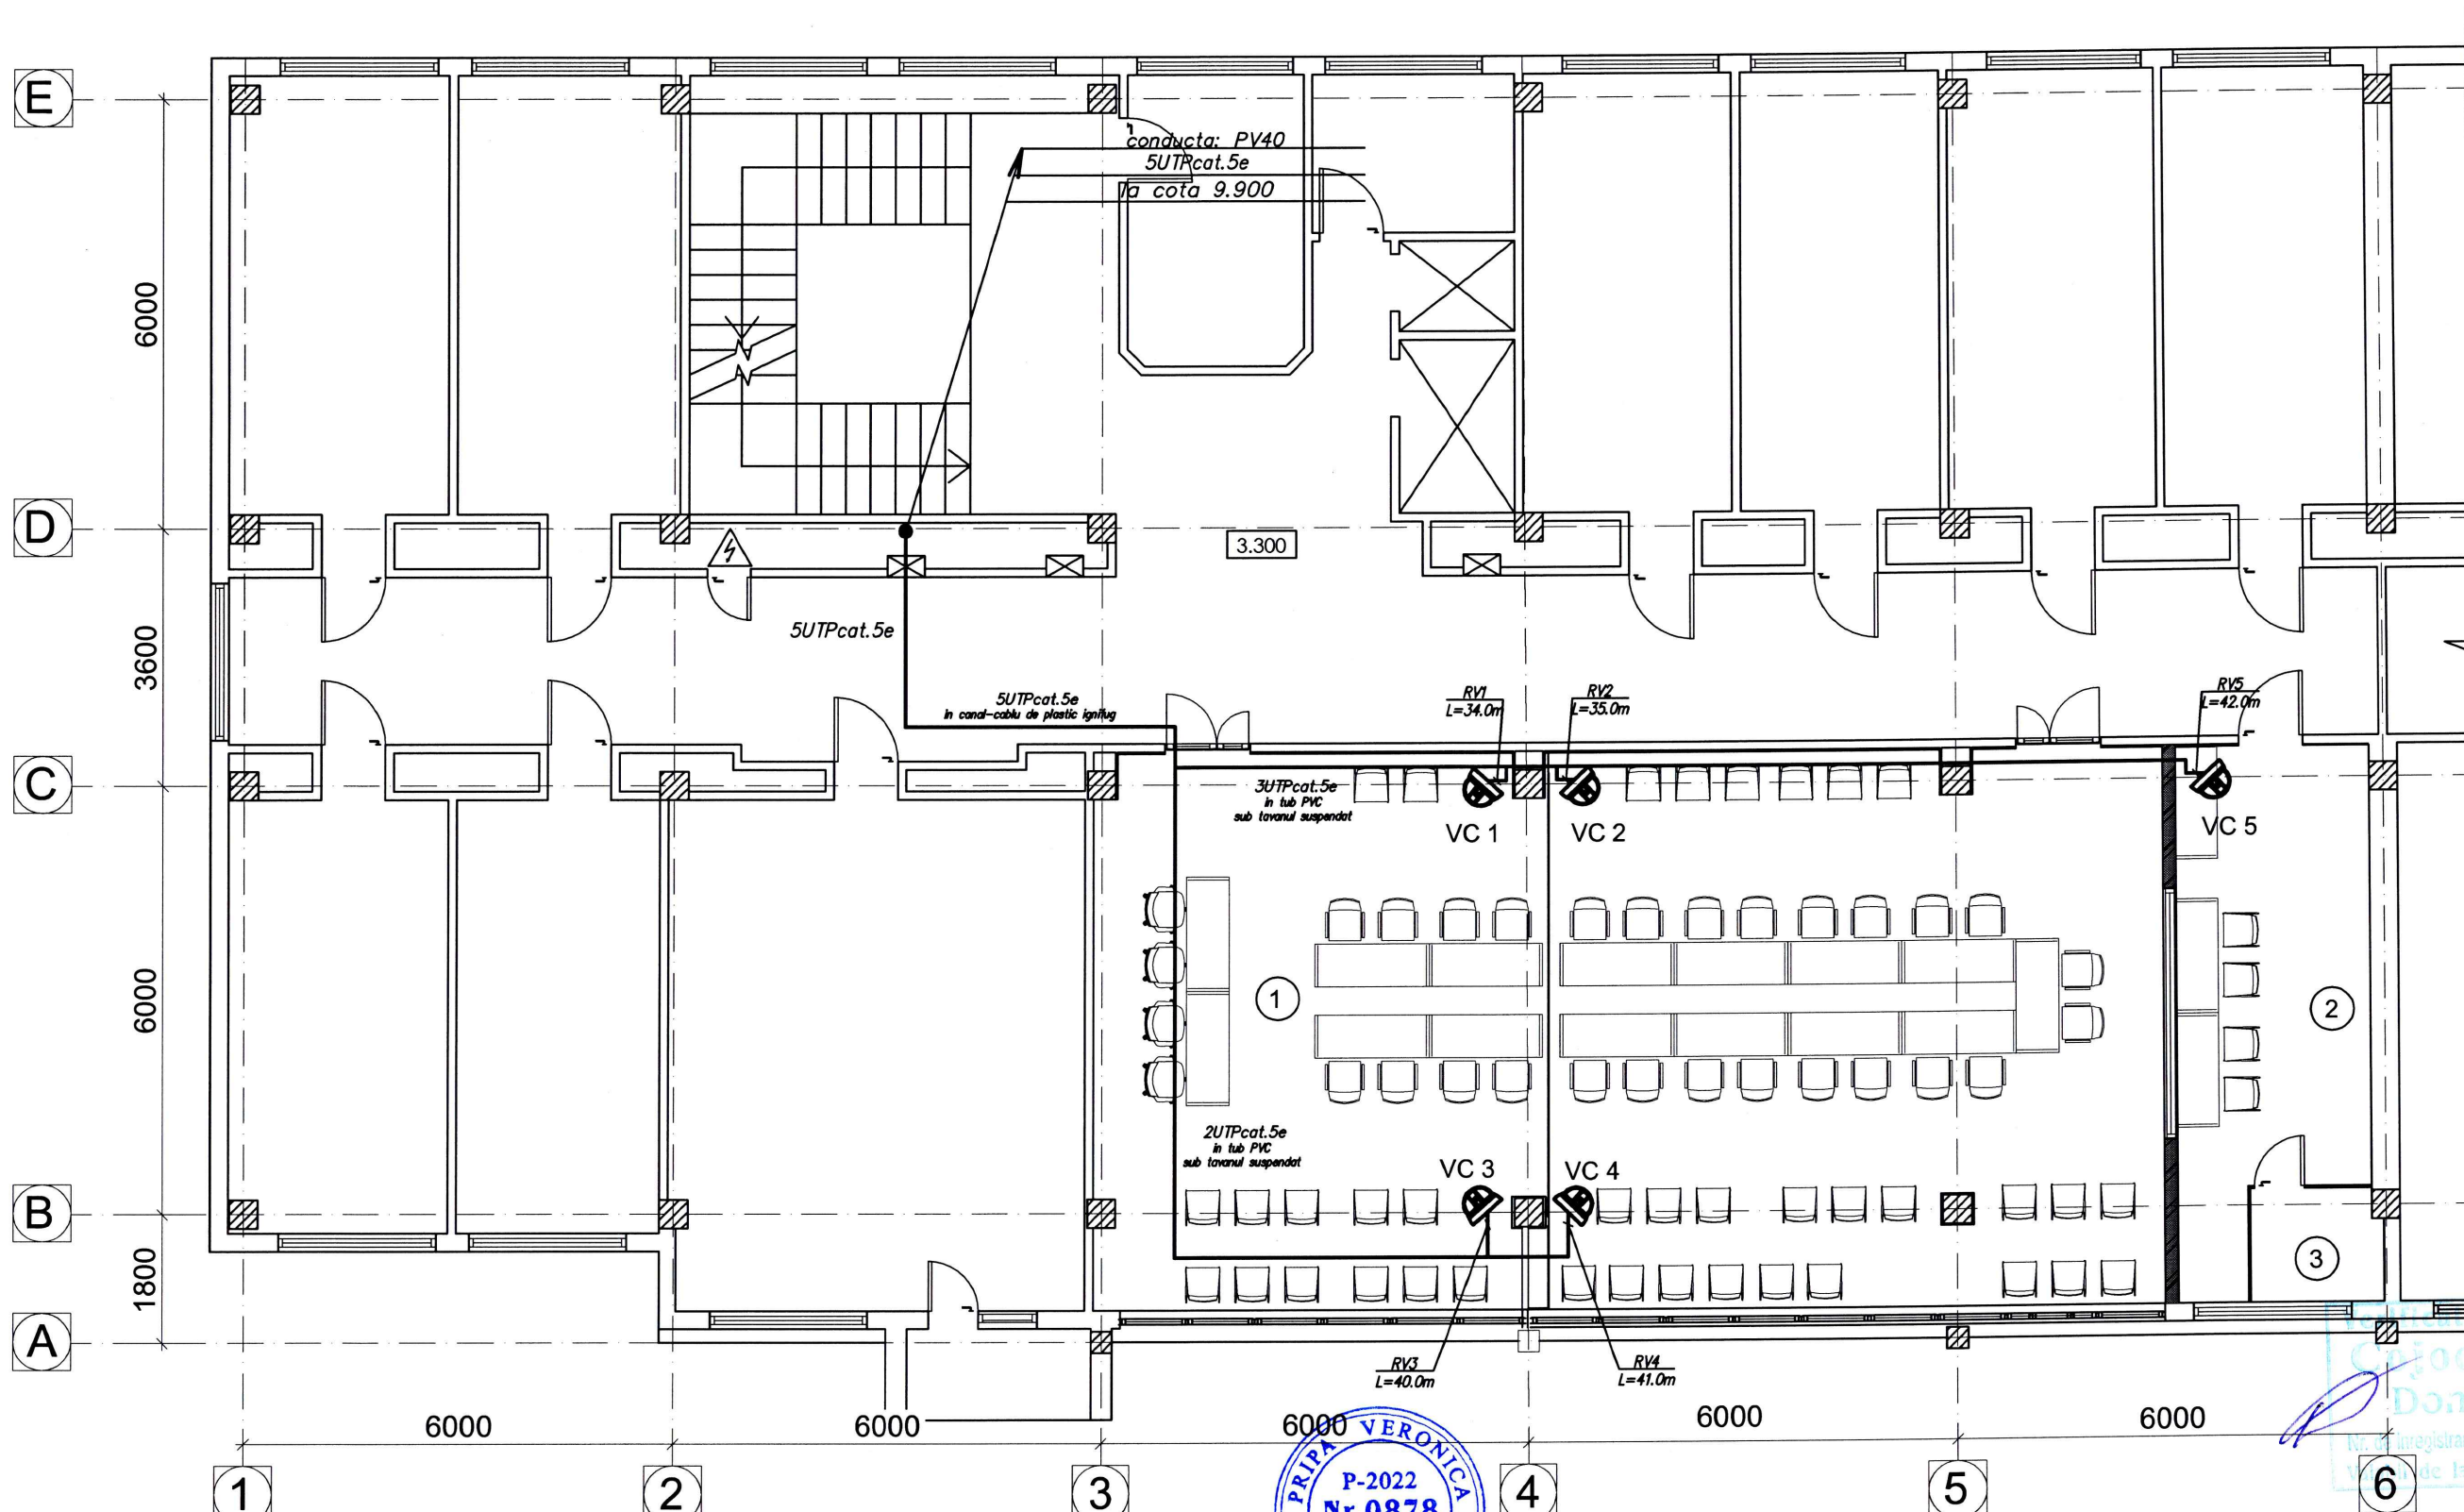 E
conducta: PV40
5UTPcat.5e
la cota 9.900
6000
D
3.300
5UTPcat.5e
3600
5UTPcat.5e
in canal-cablu de plastic ignifug
RV1
L=34.0m
RV2
L=35.0m
RV5
L=42.0m
C
3UTPcat.5e
in tub PVC
sub tavanul suspendat
VC 1
VC 2
VC 5
6000
1
2
2UTPcat.5e
in tub PVC
sub tavanul suspendat
VC 3
VC 4
B
1800
3
A
RV3
L=40.0m
RV4
L=41.0m
6000
6000
6000
6000
6000
PRIPA VERONICA
P-2022
Nr.0878
Nr. de
1
2
3
4
5
6